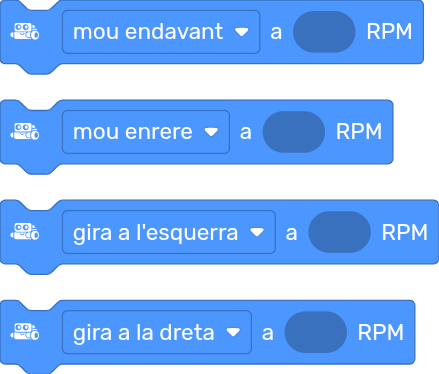 mou endavant a RPM
mou enrere a RPM
gira a l'esquerra a RPM
gira a la dreta a RPM